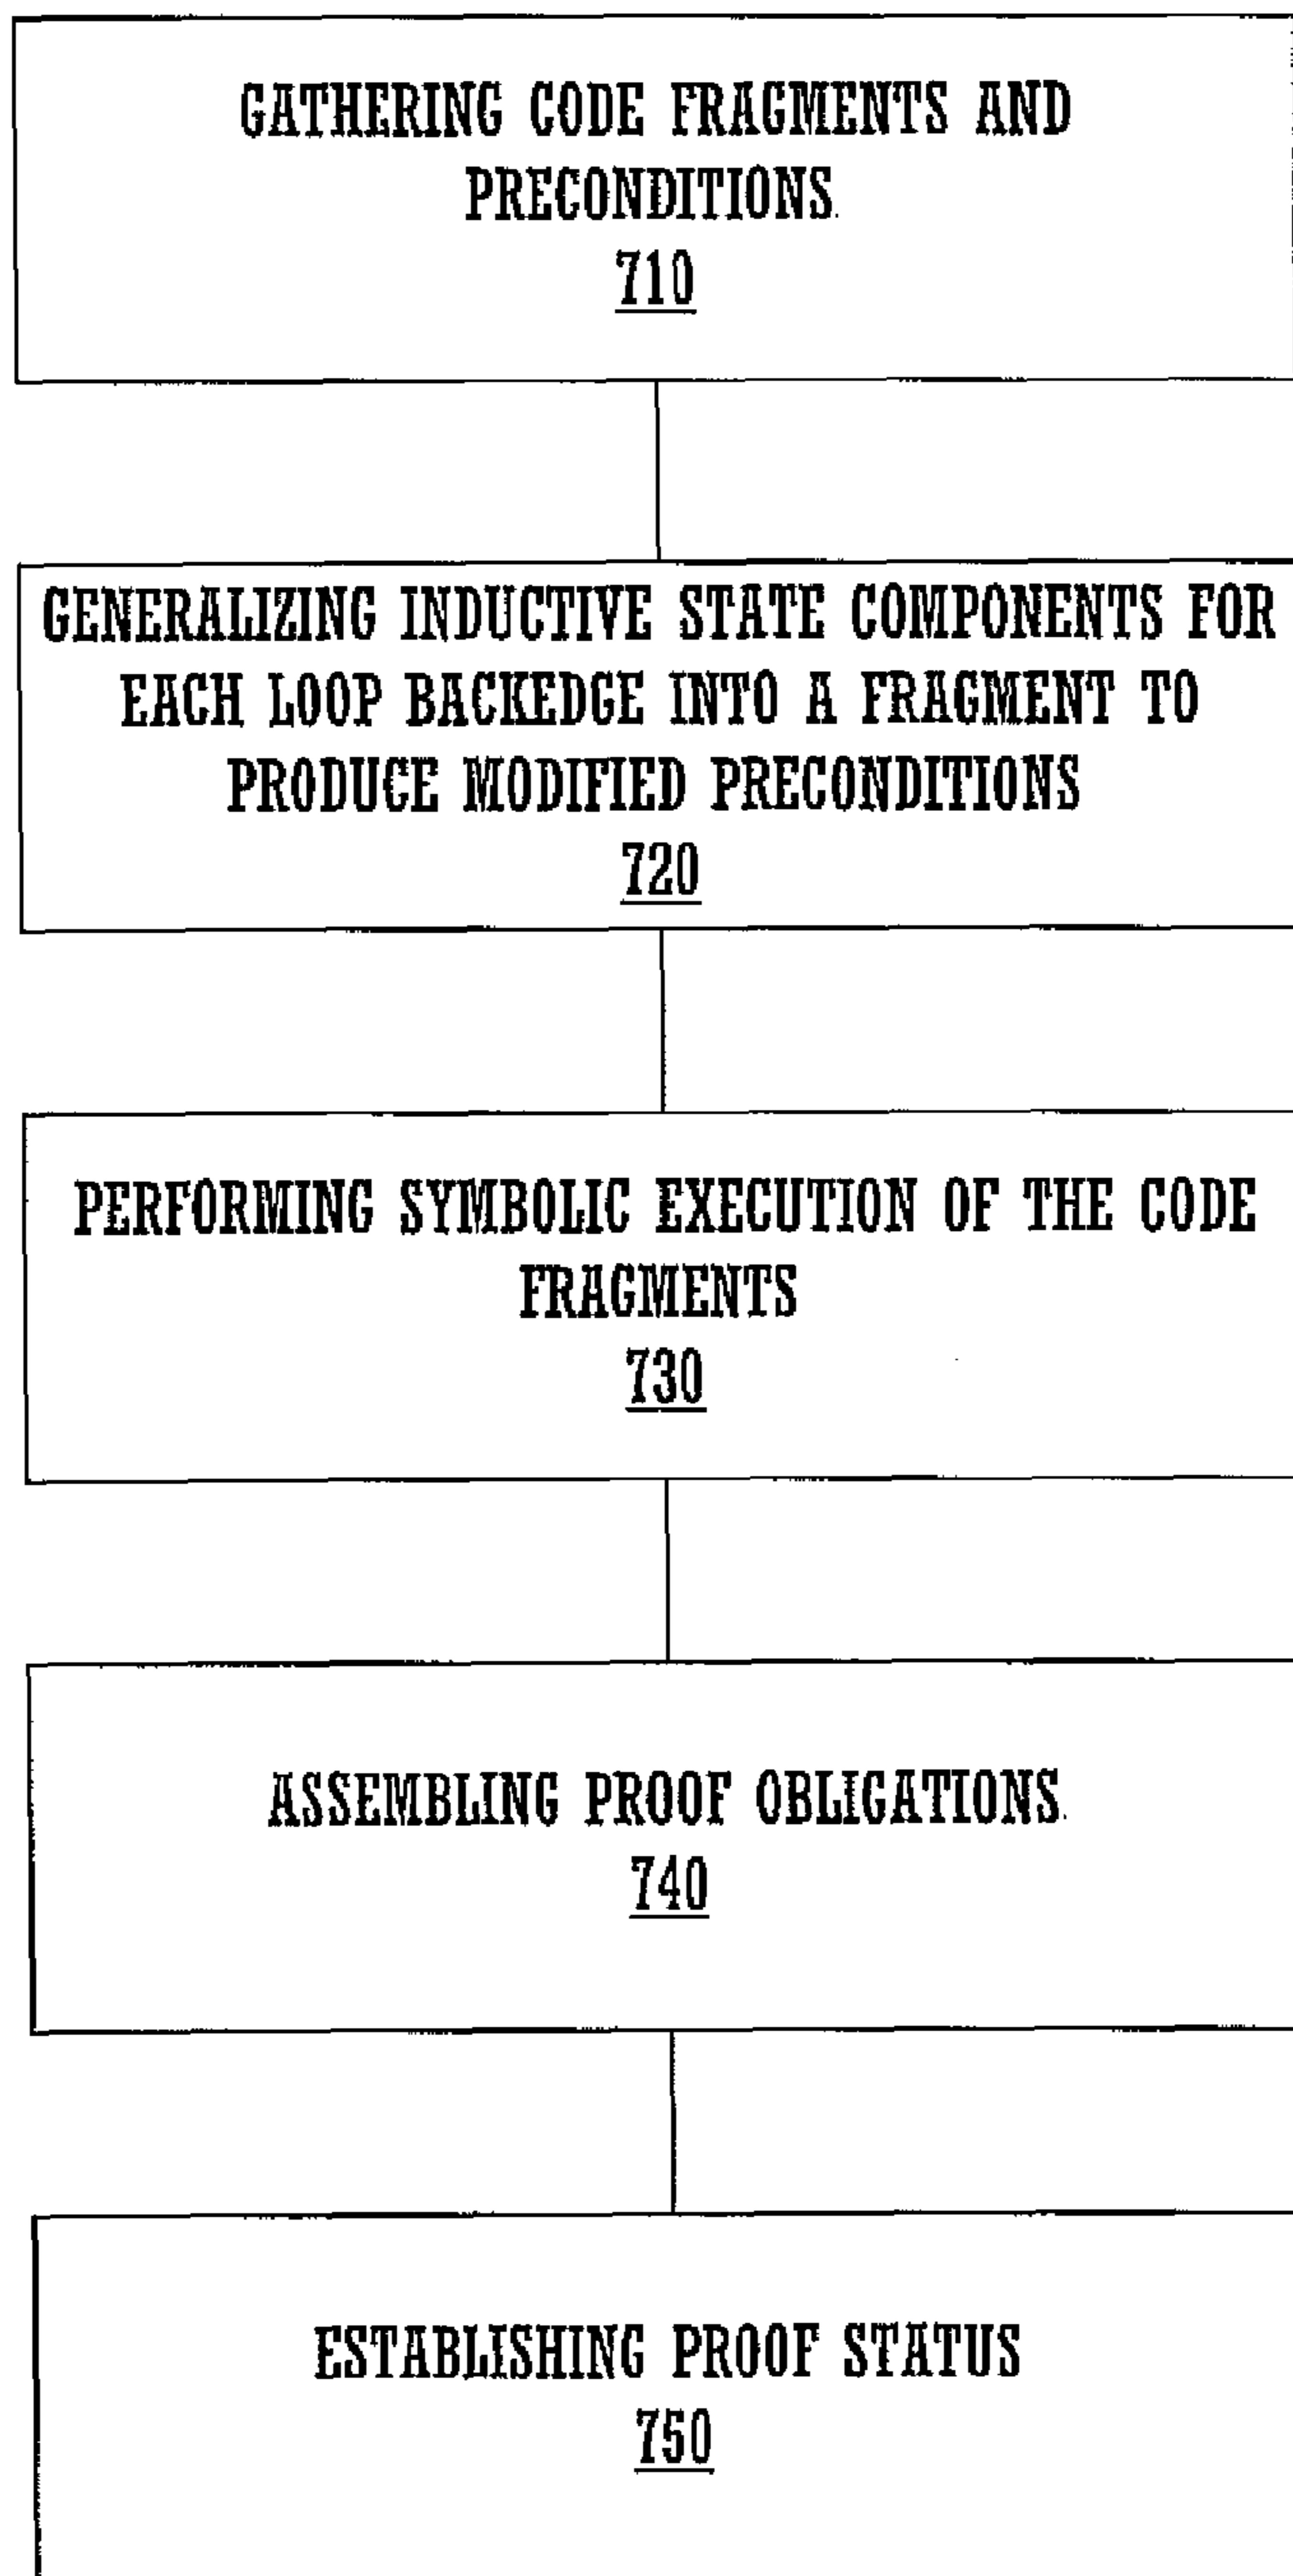 GATHERING CODE FRAGMENTS AND
PRECONDITIONS
710
GENERALIZING INDUCTIVE STATE COMPONENTS FOR
EACH LOOP BACKEDGE INTO A FRAGMENT TO
PRODUCE MODIFIED PRECONDITIONS
720
PERFORMING SYMBOLIC EXECUTION OF THE CODE
FRAGMENTS
730
ASSEMBLING PROOF OBLIGATIONS
740
ESTABLISHING PROOF STATUS
750